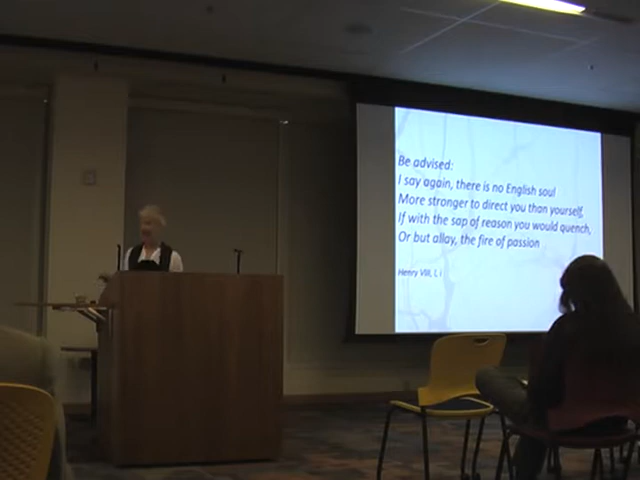 Be advised:
I say again, there is no English soul
More stronger to direct you than yourself,
If with the sap of reason you would quench,
Or but allay, the fire of passion
Henry VIII, I, i